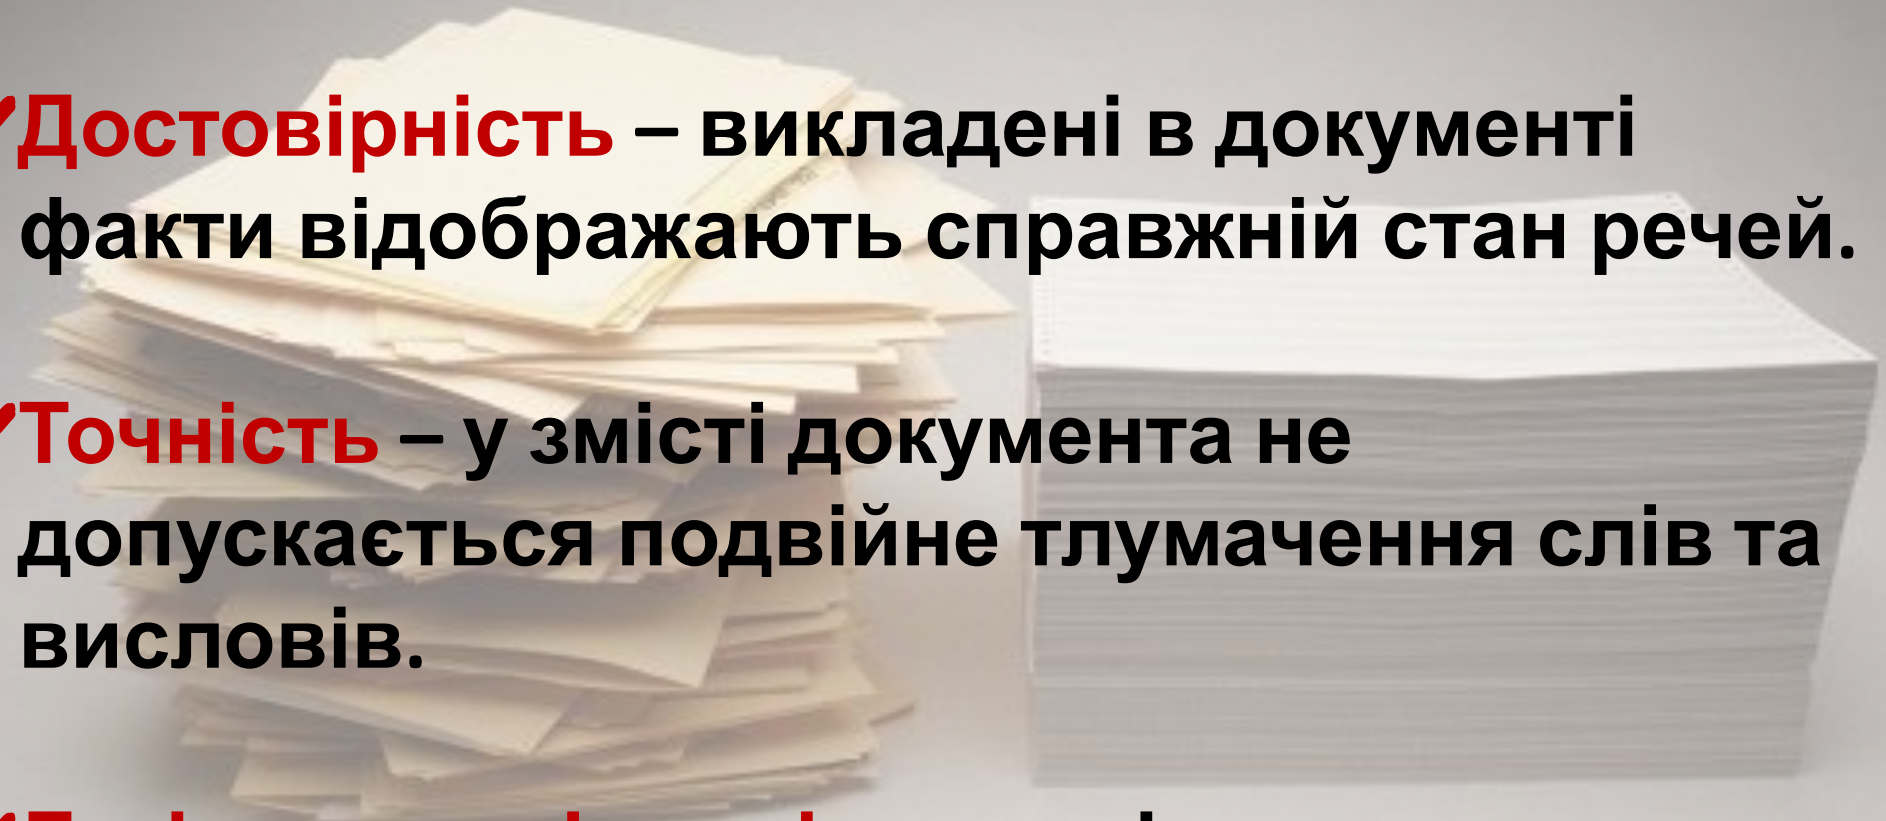 ✓Достовірність – викладені в документі
факти відображають справжній стан речей.
✓Точність – у змісті документа не
допускається подвійне тлумачення слів та
висловів.